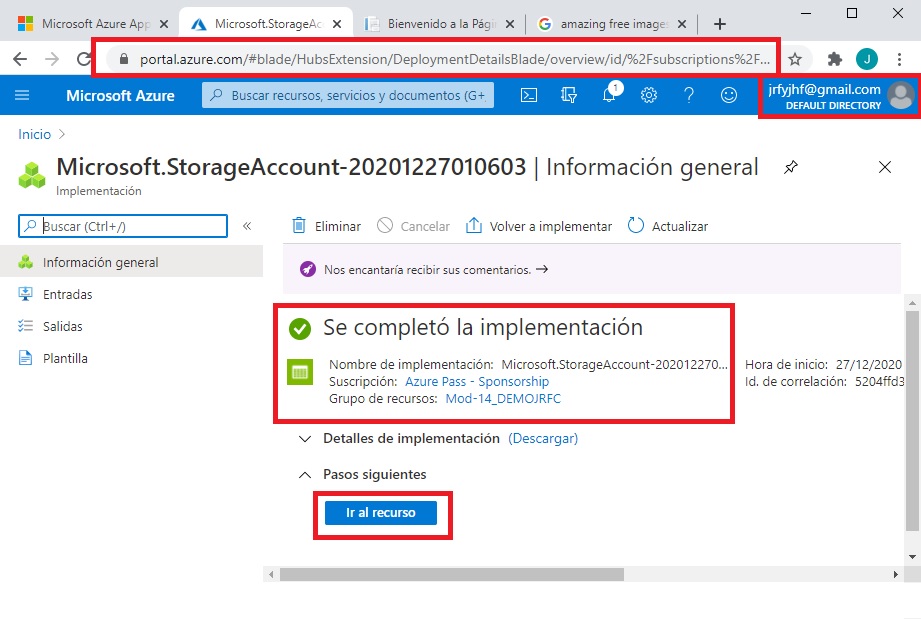 Microsoft Azure App
Microsoft.StorageAc
Bienvenido a la Pági
amazing free image
portal.azure.com/#blade/HubsExtension/DeploymentDetailsBlade/overview/id/%2Fsubscriptions%2F...
J
Microsoft Azure
Buscar recursos, servicios y documentos (G+
1
jrfyjhf@gmail.com
DEFAULT DIRECTORY
Inicio
Microsoft.StorageAccount-20201227010603 | Información general
Implementación
Buscar (Ctrl+/)
Eliminar
Cancelar
Volver a implementar
Actualizar
Información general
Entradas
Salidas
Plantilla
Nos encantaría recibir sus comentarios. →
Se completó la implementación
Nombre de implementación: Microsoft.StorageAccount-202012270...
Suscripción: Azure Pass - Sponsorship
Grupo de recursos: Mod-14_DEMOJRFC
Hora de inicio: 27/12/2020
Id. de correlación: 5204ffd3
Detalles de implementación (Descargar)
Pasos siguientes
Ir al recurso